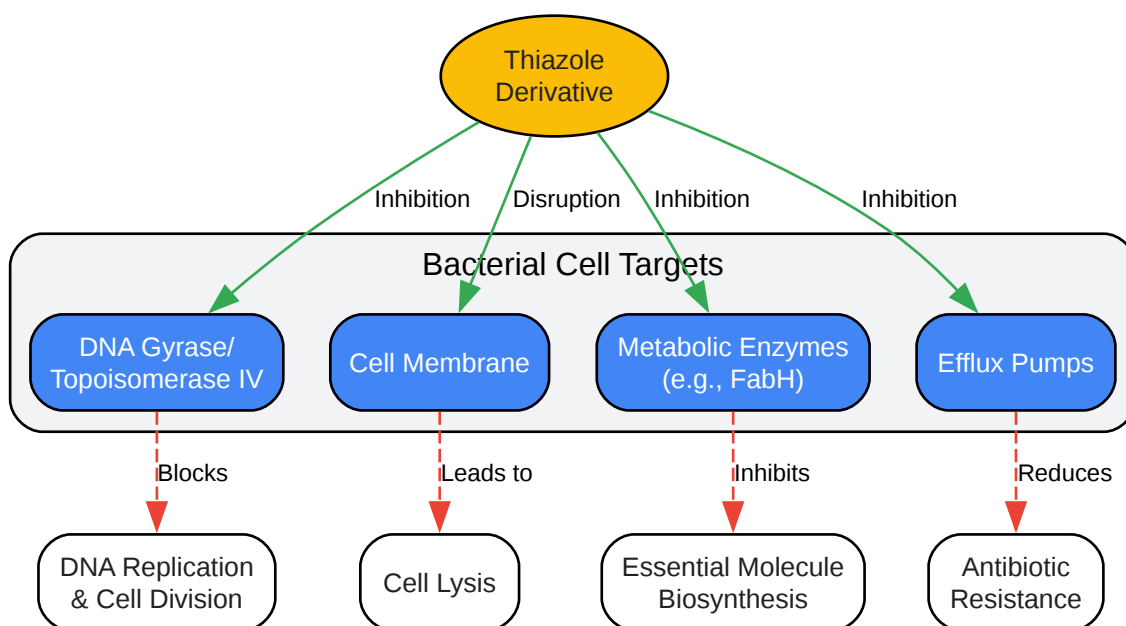 Thiazole
Derivative
Inhibition
Disruption
Inhibition
Inhibition
Bacterial Cell Targets
DNA Gyrase/
Topoisomerase IV
Cell Membrane
Metabolic Enzymes
(e.g., FabH)
Efflux Pumps
Blocks
Leads to
Inhibits
Reduces
DNA Replication
& Cell Division
Cell Lysis
Essential Molecule
Biosynthesis
Antibiotic
Resistance